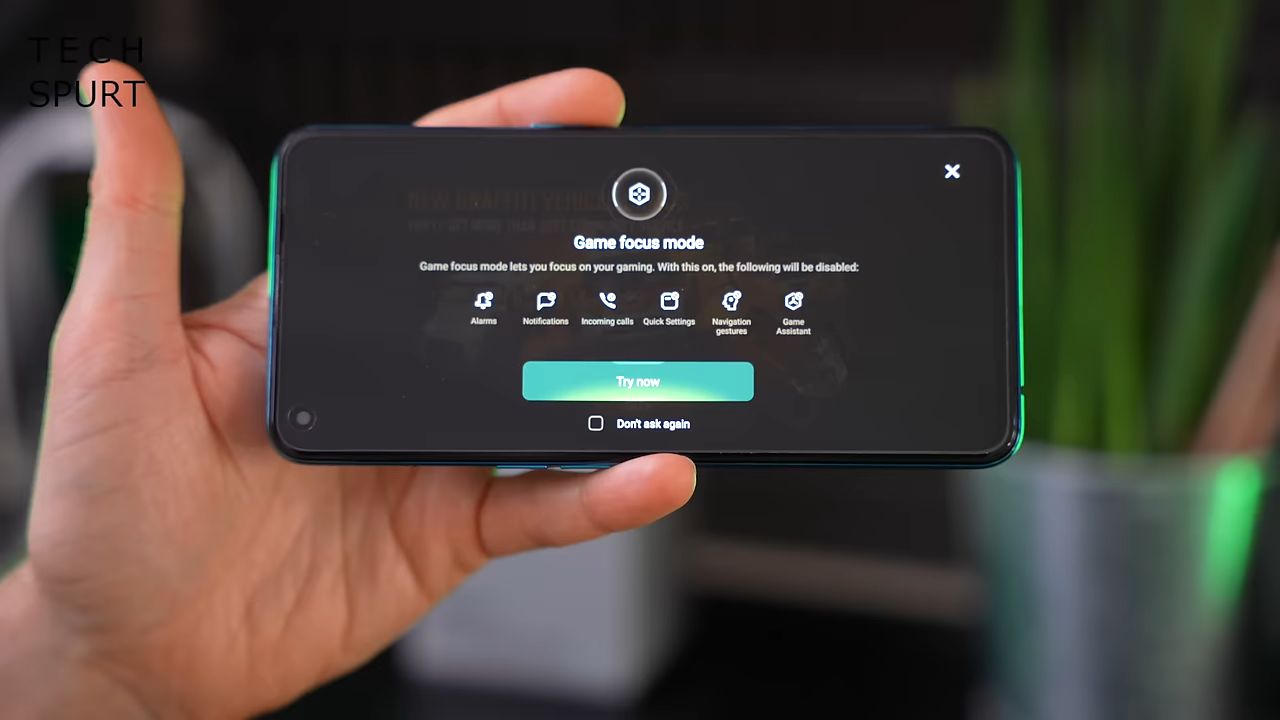 TECH
SPURT
Game focus mode
Game focus mode lets you focus on your gaming. With this on, the following will be disabled:
Alarms
Notifications
Incoming calls
Quick Settings
Navigation
gestures
Game
Assistant
Try now
Don't ask again